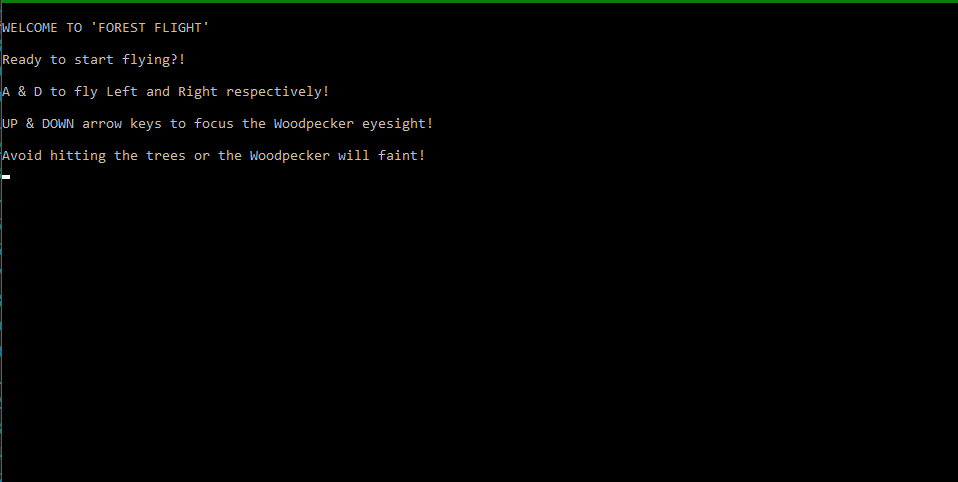 WELCOME TO 'FOREST FLIGHT'
Ready to start flying?!
A & D to fly Left and Right respectively!
UP & DOWN arrow keys to focus the Woodpecker eyesight!
Avoid hitting the trees or the Woodpecker will faint!